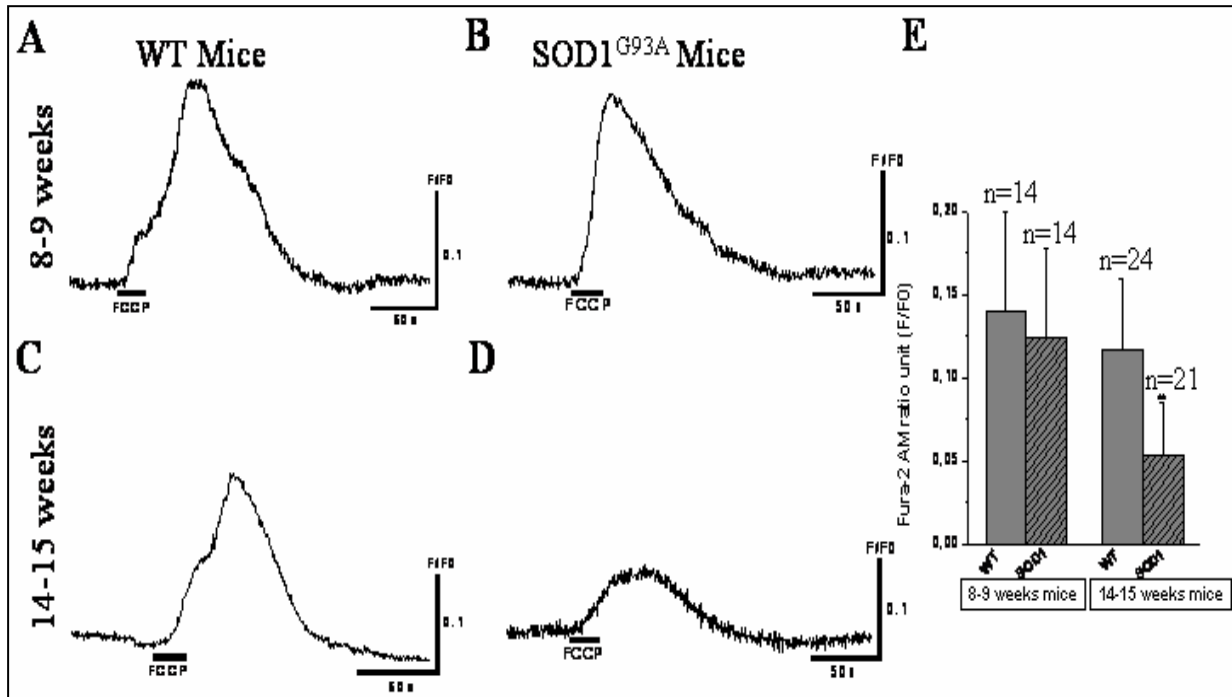 A
WT Mice
B
SOD1G93A Mice
E
8-9 weeks
F/F0
0.1
FCCP
50 s
F/F0
0.1
FCCP
50 s
C
D
14-15 weeks
F/F0
0.1
FCCP
50 s
F/F0
0.1
FCCP
50 s
Fura-2 AM ratio unit (F/F0)
0,20
0,15
0,10
0,05
0,00
n=14
n=14
n=24
n=21
*
WT
SOD1
WT
SOD1
8-9 weeks mice
14-15 weeks mice